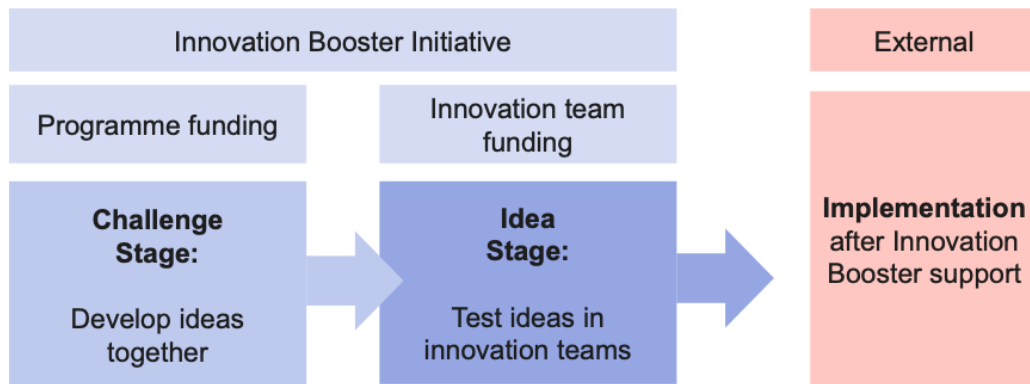 Innovation Booster Initiative
External
Programme funding
Innovation team
funding
Challenge
Stage:
Develop ideas
together
Idea
Stage:
Test ideas in
innovation teams
Implementation
after Innovation
Booster support